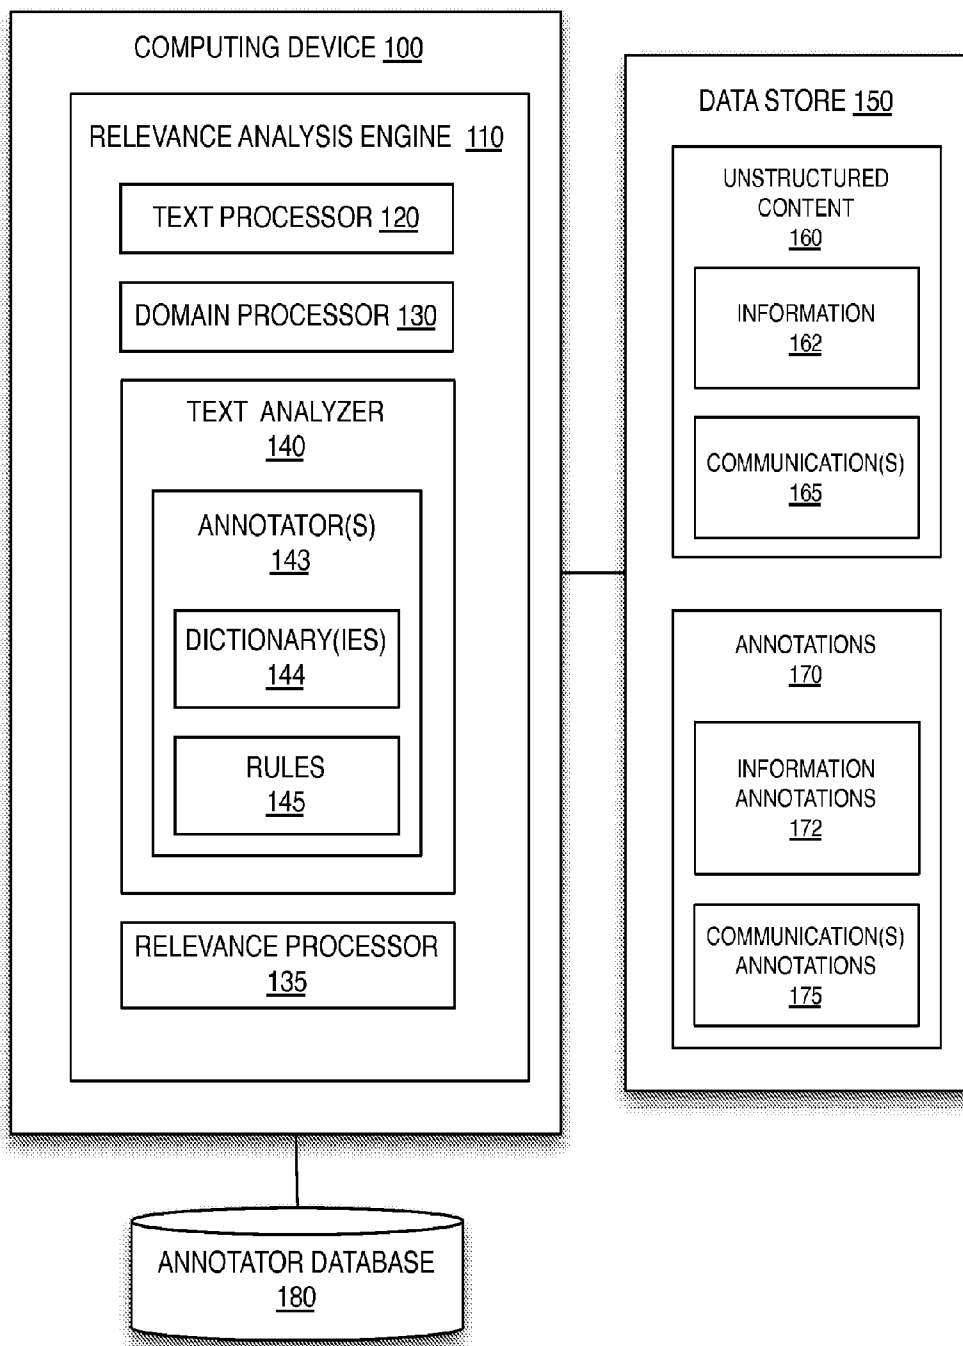 COMPUTING DEVICE 100
RELEVANCE ANALYSIS ENGINE 110
TEXT PROCESSOR 120
DOMAIN PROCESSOR 130
TEXT ANALYZER
140
ANNOTATOR(S)
143
DICTIONARY(IES)
144
RULES
145
RELEVANCE PROCESSOR
135
DATA STORE 150
UNSTRUCTURED
CONTENT
160
INFORMATION
162
COMMUNICATION(S)
165
ANNOTATIONS
170
INFORMATION
ANNOTATIONS
172
COMMUNICATION(S)
ANNOTATIONS
175
ANNOTATOR DATABASE
180